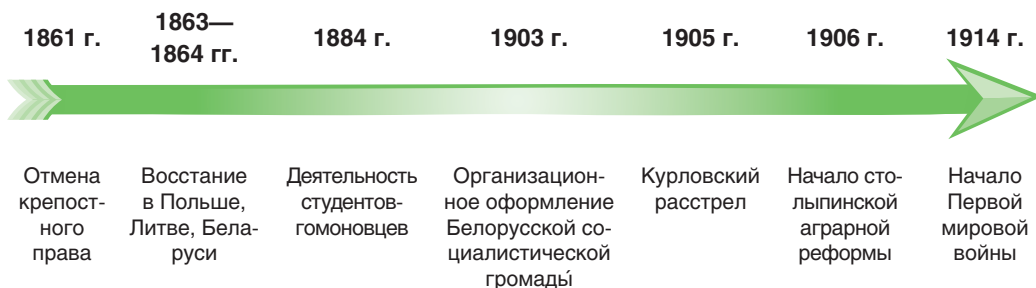 1861 г.
1863—
1864 гг.
1884 г.
1903 г.
1905 г.
1906 г.
1914 г.
Отмена
крепост-
ного
права
Восстание
в Польше,
Литве, Бела-
руси
Деятельность
студентов-
гомоновцев
Организацион-
ное оформление
Белорусской со-
циалистической
грамады́
Курловский
расстрел
Начало сто-
лыпинской
аграрной
реформы
Начало
Первой
мировой
войны